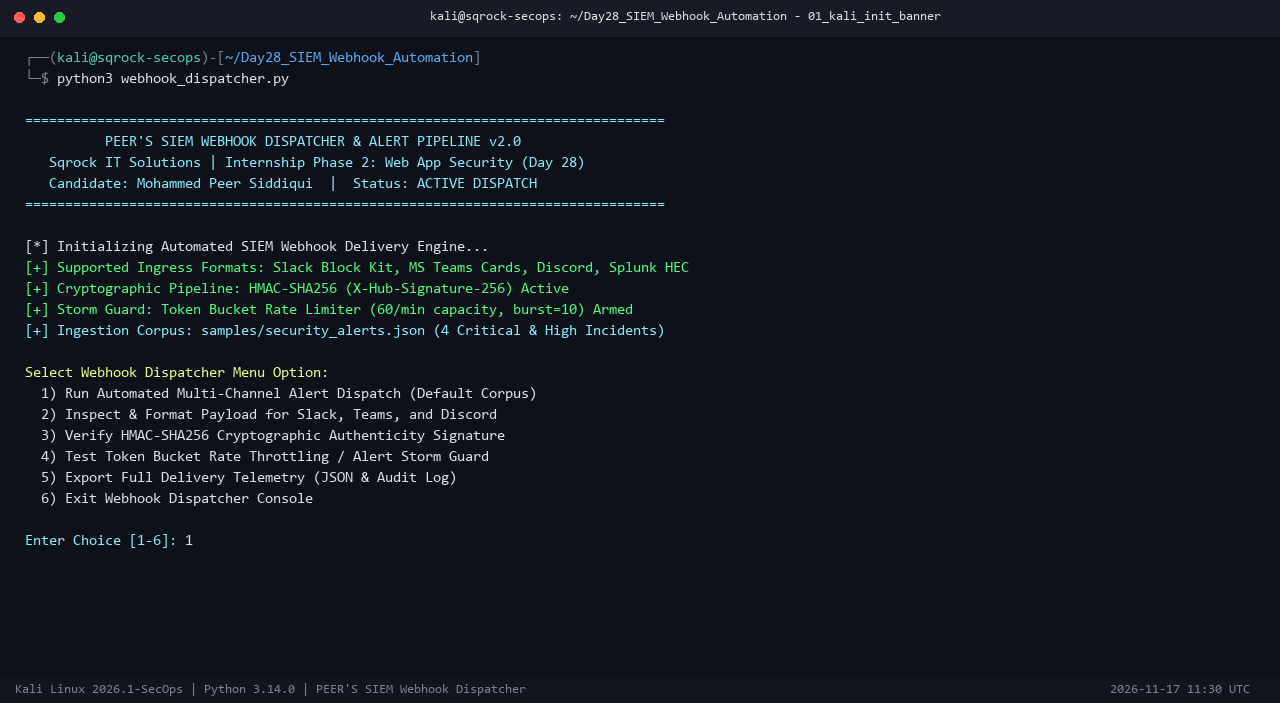 kali@sqrock-secops: ~/Day28_SIEM_Webhook_Automation - 01_kali_init_banner
┌──(kali@sqrock-secops)-[~/Day28_SIEM_Webhook_Automation]
└─$ python3 webhook_dispatcher.py
================================================================================
PEER'S SIEM WEBHOOK DISPATCHER & ALERT PIPELINE v2.0
Sqrock IT Solutions | Internship Phase 2: Web App Security (Day 28)
Candidate: Mohammed Peer Siddiqui  |  Status: ACTIVE DISPATCH
================================================================================
[*] Initializing Automated SIEM Webhook Delivery Engine...
[+] Supported Ingress Formats: Slack Block Kit, MS Teams Cards, Discord, Splunk HEC
[+] Cryptographic Pipeline: HMAC-SHA256 (X-Hub-Signature-256) Active
[+] Storm Guard: Token Bucket Rate Limiter (60/min capacity, burst=10) Armed
[+] Ingestion Corpus: samples/security_alerts.json (4 Critical & High Incidents)
Select Webhook Dispatcher Menu Option:
1) Run Automated Multi-Channel Alert Dispatch (Default Corpus)
2) Inspect & Format Payload for Slack, Teams, and Discord
3) Verify HMAC-SHA256 Cryptographic Authenticity Signature
4) Test Token Bucket Rate Throttling / Alert Storm Guard
5) Export Full Delivery Telemetry (JSON & Audit Log)
6) Exit Webhook Dispatcher Console
Enter Choice [1-6]: 1
Kali Linux 2026.1-SecOps | Python 3.14.0 | PEER'S SIEM Webhook Dispatcher
2026-11-17 11:30 UTC